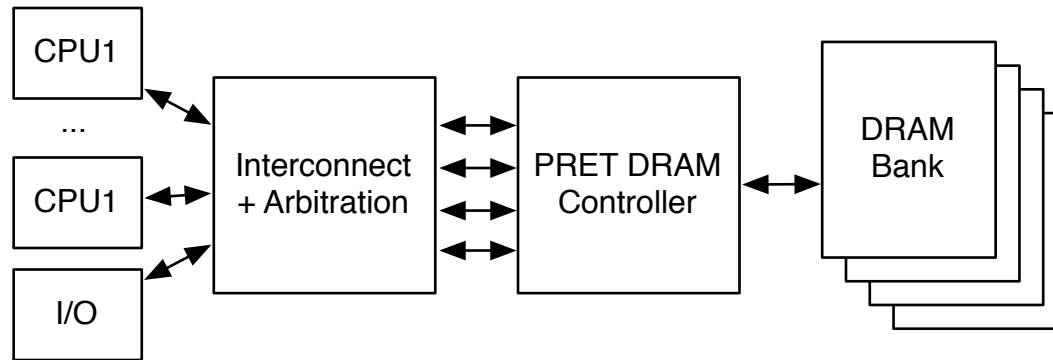 CPU1
...
CPU1
I/O
Interconnect
+ Arbitration
PRET DRAM
Controller
DRAM
Bank